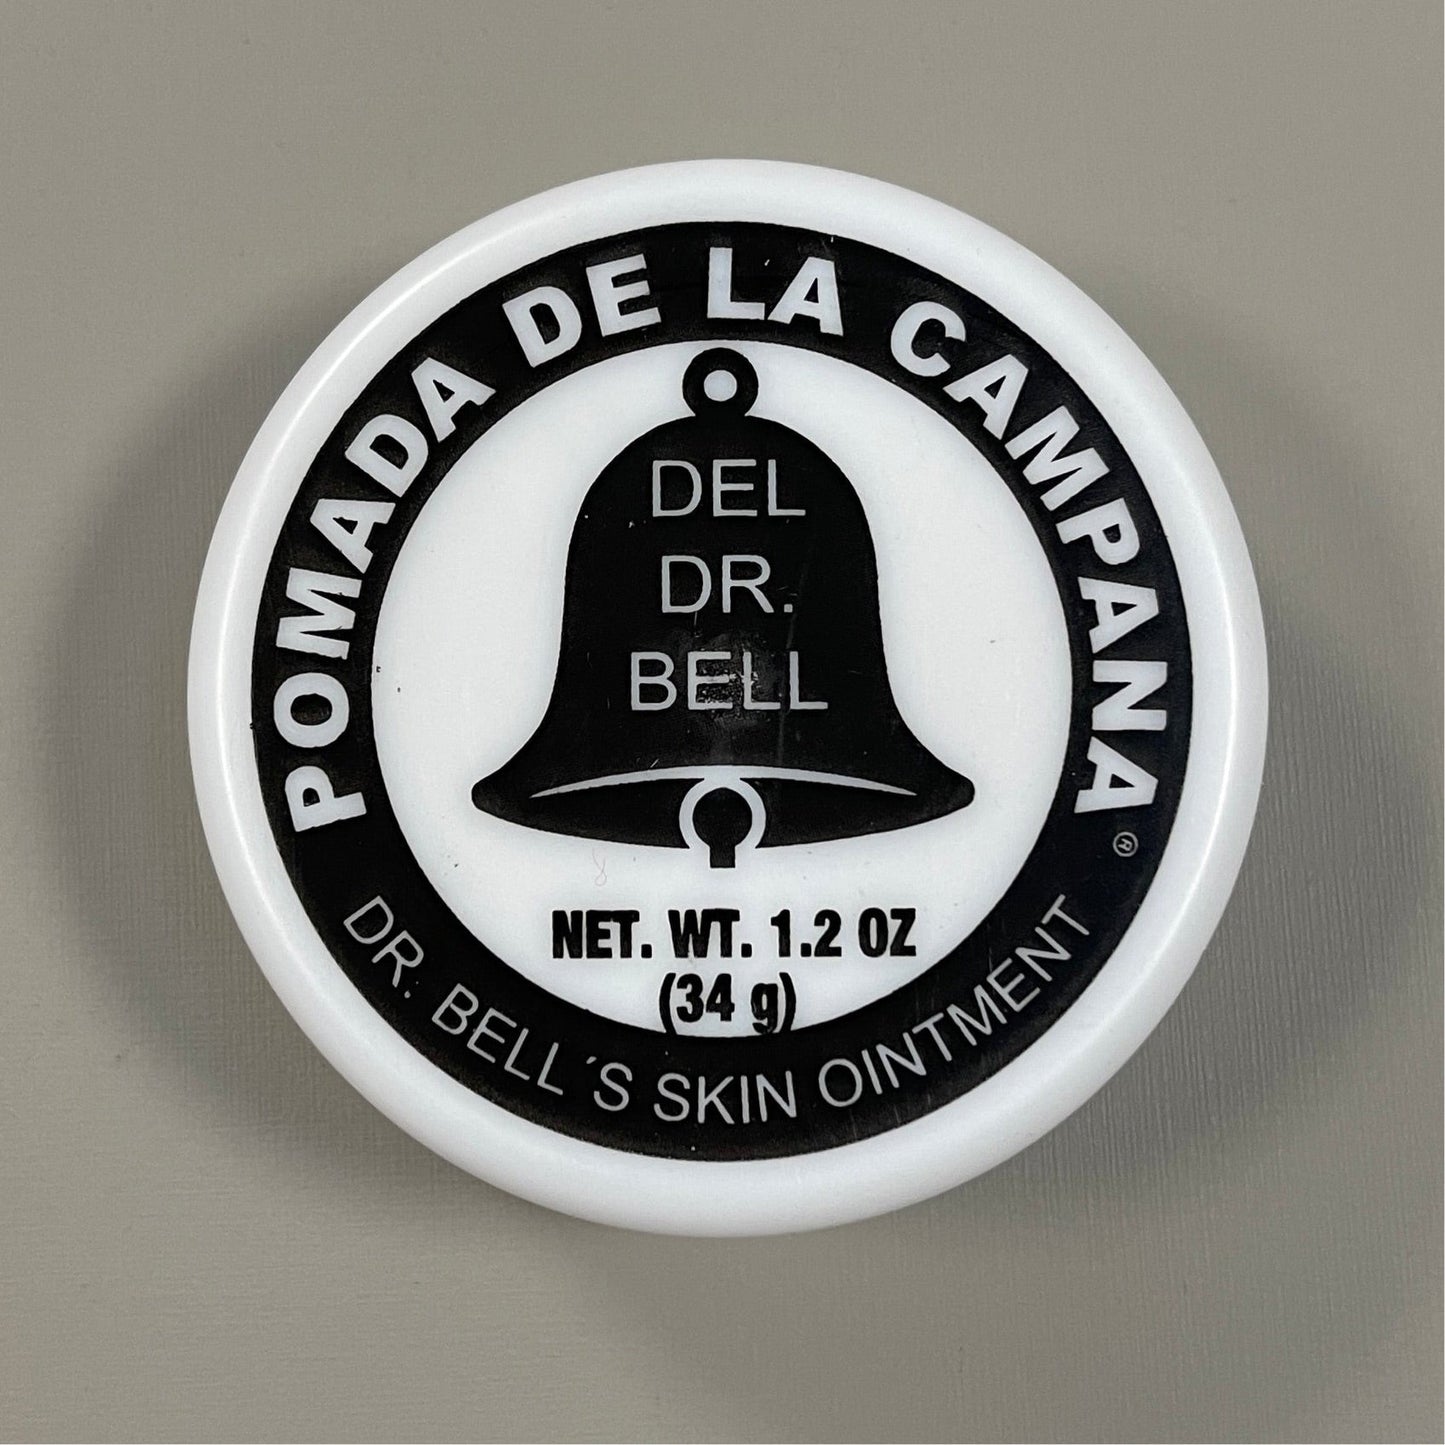 POMADA DE LA CAMPANA ®
DEL
DR.
BELL
NET. WT. 1.2 OZ
(34 g)
DR. BELL´S SKIN OINTMENT